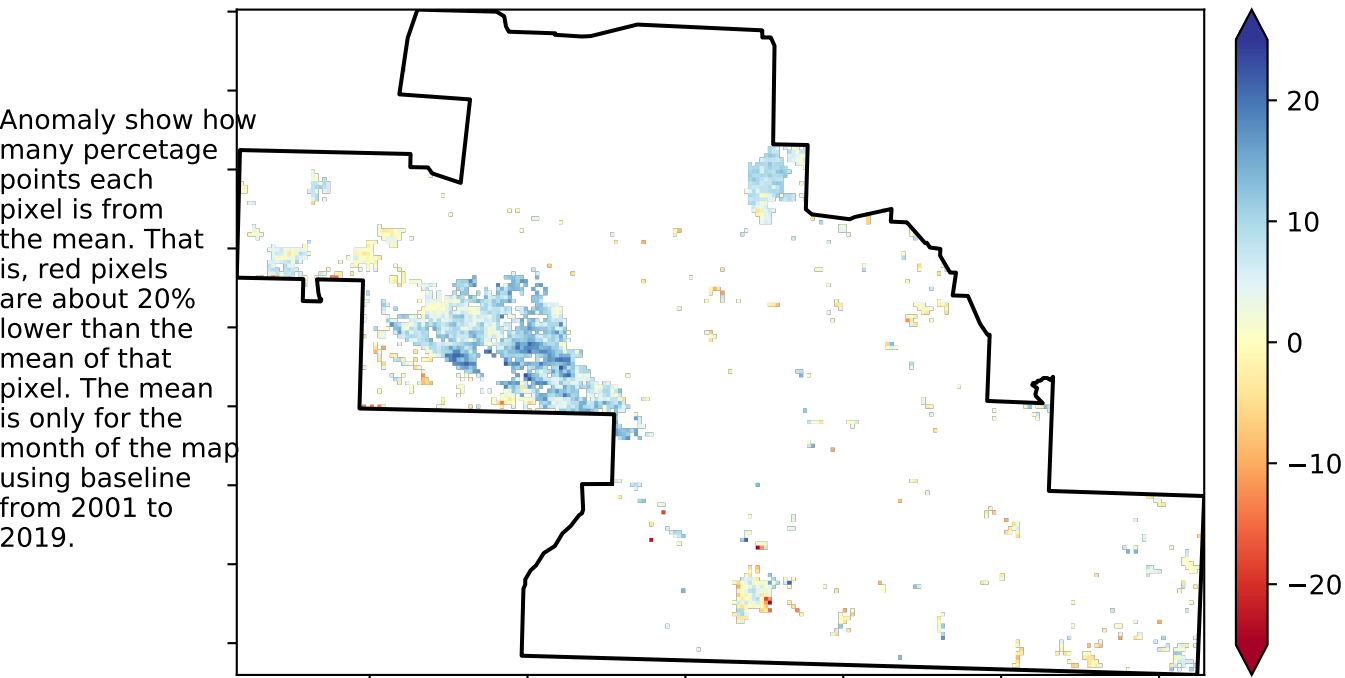 Anomaly show how
many percetage
points each
pixel is from
the mean. That
is, red pixels
are about 20%
lower than the
mean of that
pixel. The mean
is only for the
month of the map
using baseline
from 2001 to
2019.
20
10
0
−10
−20